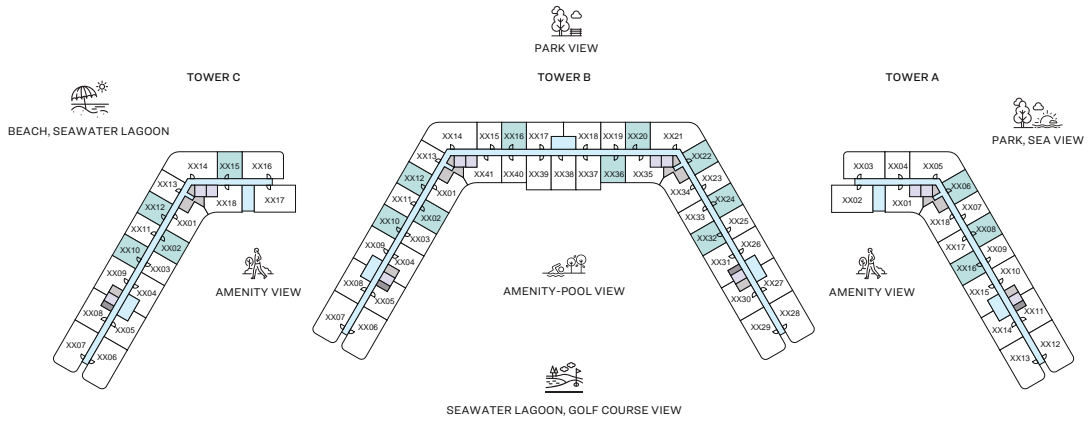 PARK VIEW
TOWER C
TOWER B
TOWER A
BEACH, SEAWATER LAGOON
PARK, SEA VIEW
XX14 XX15 XX16
XX13
XX12
XX11
XX10
XX09
XX08
XX07
XX18 XX17
XX01
XX02
XX03
XX04
XX05
XX06
AMENITY VIEW
XX14 XX15 XX16 XX17 XX18 XX19 XX20 XX21
XX13
XX12
XX11
XX10
XX09
XX08
XX07
XX41 XX40 XX39 XX38 XX37 XX36 XX35
XX01
XX02
XX03
XX04
XX05
XX06
XX22
XX23
XX24
XX25
XX26
XX27
XX28
XX34
XX33
XX32
XX31
XX30
XX29
AMENITY-POOL VIEW
AMENITY VIEW
XX03 XX04 XX05
XX02 XX01
XX06
XX07
XX08
XX09
XX10
XX11
XX12
XX18
XX17
XX16
XX15
XX14
XX13
SEAWATER LAGOON, GOLF COURSE VIEW